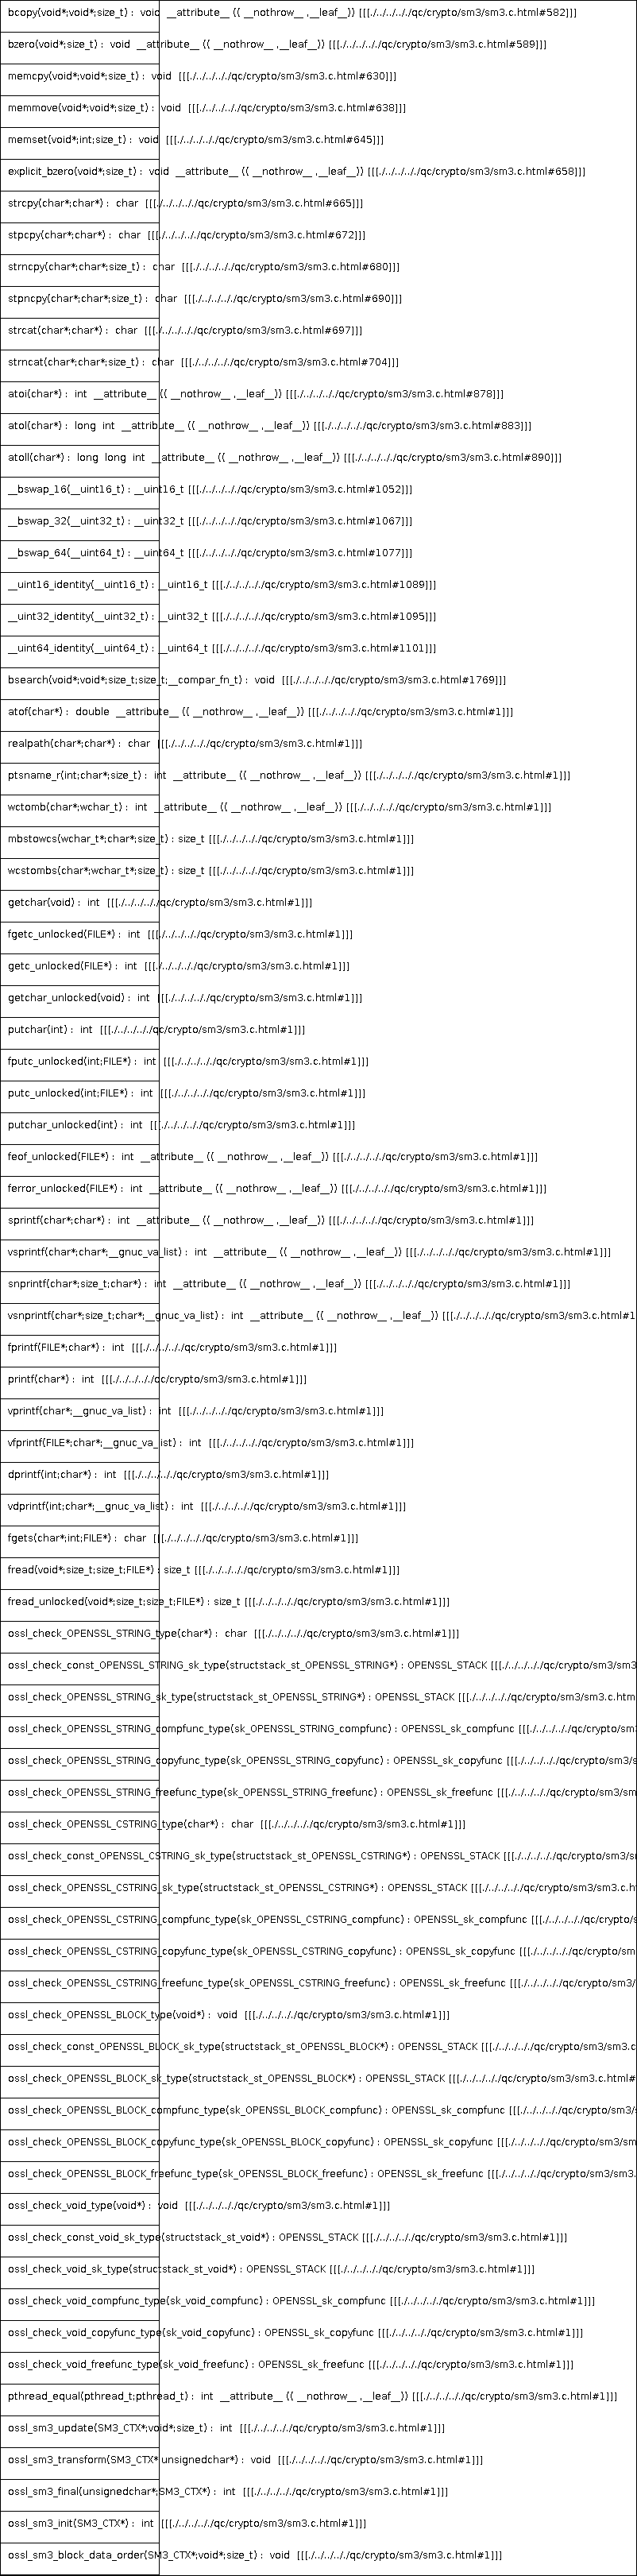 bcopy(void*;void*;size_t) : void __attribute__ (( __nothrow__ ,__leaf__)) [[[./../../../qc/crypto/sm3/sm3.c.html#582]]]
bzero(void*;size_t) : void __attribute__ (( __nothrow__ ,__leaf__)) [[[./../../../qc/crypto/sm3/sm3.c.html#589]]]
memcpy(void*;void*;size_t) : void [[[./../../../qc/crypto/sm3/sm3.c.html#630]]]
memmove(void*;void*;size_t) : void [[[./../../../qc/crypto/sm3/sm3.c.html#638]]]
memset(void*;int;size_t) : void [[[./../../../qc/crypto/sm3/sm3.c.html#645]]]
explicit_bzero(void*;size_t) : void __attribute__ (( __nothrow__ ,__leaf__)) [[[./../../../qc/crypto/sm3/sm3.c.html#658]]]
strcpy(char*;char*) : char [[[./../../../qc/crypto/sm3/sm3.c.html#665]]]
stpcpy(char*;char*) : char [[[./../../../qc/crypto/sm3/sm3.c.html#672]]]
strncpy(char*;char*;size_t) : char [[[./../../../qc/crypto/sm3/sm3.c.html#680]]]
stpncpy(char*;char*;size_t) : char [[[./../../../qc/crypto/sm3/sm3.c.html#690]]]
strcat(char*;char*) : char [[[./../../../qc/crypto/sm3/sm3.c.html#697]]]
strncat(char*;char*;size_t) : char [[[./../../../qc/crypto/sm3/sm3.c.html#704]]]
atoi(char*) : int __attribute__ (( __nothrow__ ,__leaf__)) [[[./../../../qc/crypto/sm3/sm3.c.html#878]]]
atol(char*) : long int __attribute__ (( __nothrow__ ,__leaf__)) [[[./../../../qc/crypto/sm3/sm3.c.html#883]]]
atoll(char*) : long long int __attribute__ (( __nothrow__ ,__leaf__)) [[[./../../../qc/crypto/sm3/sm3.c.html#890]]]
__bswap_16(__uint16_t) : __uint16_t [[[./../../../qc/crypto/sm3/sm3.c.html#1052]]]
__bswap_32(__uint32_t) : __uint32_t [[[./../../../qc/crypto/sm3/sm3.c.html#1067]]]
__bswap_64(__uint64_t) : __uint64_t [[[./../../../qc/crypto/sm3/sm3.c.html#1077]]]
__uint16_identity(__uint16_t) : __uint16_t [[[./../../../qc/crypto/sm3/sm3.c.html#1089]]]
__uint32_identity(__uint32_t) : __uint32_t [[[./../../../qc/crypto/sm3/sm3.c.html#1095]]]
__uint64_identity(__uint64_t) : __uint64_t [[[./../../../qc/crypto/sm3/sm3.c.html#1101]]]
bsearch(void*;void*;size_t;size_t;__compar_fn_t) : void [[[./../../../qc/crypto/sm3/sm3.c.html#1769]]]
atof(char*) : double __attribute__ (( __nothrow__ ,__leaf__)) [[[./../../../qc/crypto/sm3/sm3.c.html#1]]]
realpath(char*;char*) : char [[[./../../../qc/crypto/sm3/sm3.c.html#1]]]
ptsname_r(int;char*;size_t) : int __attribute__ (( __nothrow__ ,__leaf__)) [[[./../../../qc/crypto/sm3/sm3.c.html#1]]]
wctomb(char*;wchar_t) : int __attribute__ (( __nothrow__ ,__leaf__)) [[[./../../../qc/crypto/sm3/sm3.c.html#1]]]
mbstowcs(wchar_t*;char*;size_t) : size_t [[[./../../../qc/crypto/sm3/sm3.c.html#1]]]
wcstombs(char*;wchar_t*;size_t) : size_t [[[./../../../qc/crypto/sm3/sm3.c.html#1]]]
getchar(void) : int [[[./../../../qc/crypto/sm3/sm3.c.html#1]]]
fgetc_unlocked(FILE*) : int [[[./../../../qc/crypto/sm3/sm3.c.html#1]]]
getc_unlocked(FILE*) : int [[[./../../../qc/crypto/sm3/sm3.c.html#1]]]
getchar_unlocked(void) : int [[[./../../../qc/crypto/sm3/sm3.c.html#1]]]
putchar(int) : int [[[./../../../qc/crypto/sm3/sm3.c.html#1]]]
fputc_unlocked(int;FILE*) : int [[[./../../../qc/crypto/sm3/sm3.c.html#1]]]
putc_unlocked(int;FILE*) : int [[[./../../../qc/crypto/sm3/sm3.c.html#1]]]
putchar_unlocked(int) : int [[[./../../../qc/crypto/sm3/sm3.c.html#1]]]
feof_unlocked(FILE*) : int __attribute__ (( __nothrow__ ,__leaf__)) [[[./../../../qc/crypto/sm3/sm3.c.html#1]]]
ferror_unlocked(FILE*) : int __attribute__ (( __nothrow__ ,__leaf__)) [[[./../../../qc/crypto/sm3/sm3.c.html#1]]]
sprintf(char*;char*) : int __attribute__ (( __nothrow__ ,__leaf__)) [[[./../../../qc/crypto/sm3/sm3.c.html#1]]]
vsprintf(char*;char*;__gnuc_va_list) : int __attribute__ (( __nothrow__ ,__leaf__)) [[[./../../../qc/crypto/sm3/sm3.c.html#1]]]
snprintf(char*;size_t;char*) : int __attribute__ (( __nothrow__ ,__leaf__)) [[[./../../../qc/crypto/sm3/sm3.c.html#1]]]
vsnprintf(char*;size_t;char*;__gnuc_va_list) : int __attribute__ (( __nothrow__ ,__leaf__)) [[[./../../../qc/crypto/sm3/sm3.c.html#1
fprintf(FILE*;char*) : int [[[./../../../qc/crypto/sm3/sm3.c.html#1]]]
printf(char*) : int [[[./../../../qc/crypto/sm3/sm3.c.html#1]]]
vprintf(char*;__gnuc_va_list) : int [[[./../../../qc/crypto/sm3/sm3.c.html#1]]]
vfprintf(FILE*;char*;__gnuc_va_list) : int [[[./../../../qc/crypto/sm3/sm3.c.html#1]]]
dprintf(int;char*) : int [[[./../../../qc/crypto/sm3/sm3.c.html#1]]]
vdprintf(int;char*;__gnuc_va_list) : int [[[./../../../qc/crypto/sm3/sm3.c.html#1]]]
fgets(char*;int;FILE*) : char [[[./../../../qc/crypto/sm3/sm3.c.html#1]]]
fread(void*;size_t;size_t;FILE*) : size_t [[[./../../../qc/crypto/sm3/sm3.c.html#1]]]
fread_unlocked(void*;size_t;size_t;FILE*) : size_t [[[./../../../qc/crypto/sm3/sm3.c.html#1]]]
ossl_check_OPENSSL_STRING_type(char*) : char [[[./../../../qc/crypto/sm3/sm3.c.html#1]]]
ossl_check_const_OPENSSL_STRING_sk_type(structstack_st_OPENSSL_STRING*) : OPENSSL_STACK [[[./../../../qc/crypto/sm3/sm3
ossl_check_OPENSSL_STRING_sk_type(structstack_st_OPENSSL_STRING*) : OPENSSL_STACK [[[./../../../qc/crypto/sm3/sm3.c.htm
ossl_check_OPENSSL_STRING_compfunc_type(sk_OPENSSL_STRING_compfunc) : OPENSSL_sk_compfunc [[[./../../../qc/crypto/sm3/sm
ossl_check_OPENSSL_STRING_copyfunc_type(sk_OPENSSL_STRING_copyfunc) : OPENSSL_sk_copyfunc [[[./../../../qc/crypto/sm3/s
ossl_check_OPENSSL_STRING_freefunc_type(sk_OPENSSL_STRING_freefunc) : OPENSSL_sk_freefunc [[[./../../../qc/crypto/sm3/sm
ossl_check_OPENSSL_CSTRING_type(char*) : char [[[./../../../qc/crypto/sm3/sm3.c.html#1]]]
ossl_check_const_OPENSSL_CSTRING_sk_type(structstack_st_OPENSSL_CSTRING*) : OPENSSL_STACK [[[./../../../qc/crypto/sm3/s
ossl_check_OPENSSL_CSTRING_sk_type(structstack_st_OPENSSL_CSTRING*) : OPENSSL_STACK [[[./../../../qc/crypto/sm3/sm3.c.h
ossl_check_OPENSSL_CSTRING_compfunc_type(sk_OPENSSL_CSTRING_compfunc) : OPENSSL_sk_compfunc [[[./../../../qc/crypto/s
ossl_check_OPENSSL_CSTRING_copyfunc_type(sk_OPENSSL_CSTRING_copyfunc) : OPENSSL_sk_copyfunc [[[./../../../qc/crypto/sm
ossl_check_OPENSSL_CSTRING_freefunc_type(sk_OPENSSL_CSTRING_freefunc) : OPENSSL_sk_freefunc [[[./../../../qc/crypto/sm3/
ossl_check_OPENSSL_BLOCK_type(void*) : void [[[./../../../qc/crypto/sm3/sm3.c.html#1]]]
ossl_check_const_OPENSSL_BLOCK_sk_type(structstack_st_OPENSSL_BLOCK*) : OPENSSL_STACK [[[./../../../qc/crypto/sm3/sm3.c
ossl_check_OPENSSL_BLOCK_sk_type(structstack_st_OPENSSL_BLOCK*) : OPENSSL_STACK [[[./../../../qc/crypto/sm3/sm3.c.html#
ossl_check_OPENSSL_BLOCK_compfunc_type(sk_OPENSSL_BLOCK_compfunc) : OPENSSL_sk_compfunc [[[./../../../qc/crypto/sm3/
ossl_check_OPENSSL_BLOCK_copyfunc_type(sk_OPENSSL_BLOCK_copyfunc) : OPENSSL_sk_copyfunc [[[./../../../qc/crypto/sm3/sm
ossl_check_OPENSSL_BLOCK_freefunc_type(sk_OPENSSL_BLOCK_freefunc) : OPENSSL_sk_freefunc [[[./../../../qc/crypto/sm3/sm3.
ossl_check_void_type(void*) : void [[[./../../../qc/crypto/sm3/sm3.c.html#1]]]
ossl_check_const_void_sk_type(structstack_st_void*) : OPENSSL_STACK [[[./../../../qc/crypto/sm3/sm3.c.html#1]]]
ossl_check_void_sk_type(structstack_st_void*) : OPENSSL_STACK [[[./../../../qc/crypto/sm3/sm3.c.html#1]]]
ossl_check_void_compfunc_type(sk_void_compfunc) : OPENSSL_sk_compfunc [[[./../../../qc/crypto/sm3/sm3.c.html#1]]]
ossl_check_void_copyfunc_type(sk_void_copyfunc) : OPENSSL_sk_copyfunc [[[./../../../qc/crypto/sm3/sm3.c.html#1]]]
ossl_check_void_freefunc_type(sk_void_freefunc) : OPENSSL_sk_freefunc [[[./../../../qc/crypto/sm3/sm3.c.html#1]]]
pthread_equal(pthread_t;pthread_t) : int __attribute__ (( __nothrow__ ,__leaf__)) [[[./../../../qc/crypto/sm3/sm3.c.html#1]]]
ossl_sm3_update(SM3_CTX*;void*;size_t) : int [[[./../../../qc/crypto/sm3/sm3.c.html#1]]]
ossl_sm3_transform(SM3_CTX*;unsignedchar*) : void [[[./../../../qc/crypto/sm3/sm3.c.html#1]]]
ossl_sm3_final(unsignedchar*;SM3_CTX*) : int [[[./../../../qc/crypto/sm3/sm3.c.html#1]]]
ossl_sm3_init(SM3_CTX*) : int [[[./../../../qc/crypto/sm3/sm3.c.html#1]]]
ossl_sm3_block_data_order(SM3_CTX*;void*;size_t) : void [[[./../../../qc/crypto/sm3/sm3.c.html#1]]]